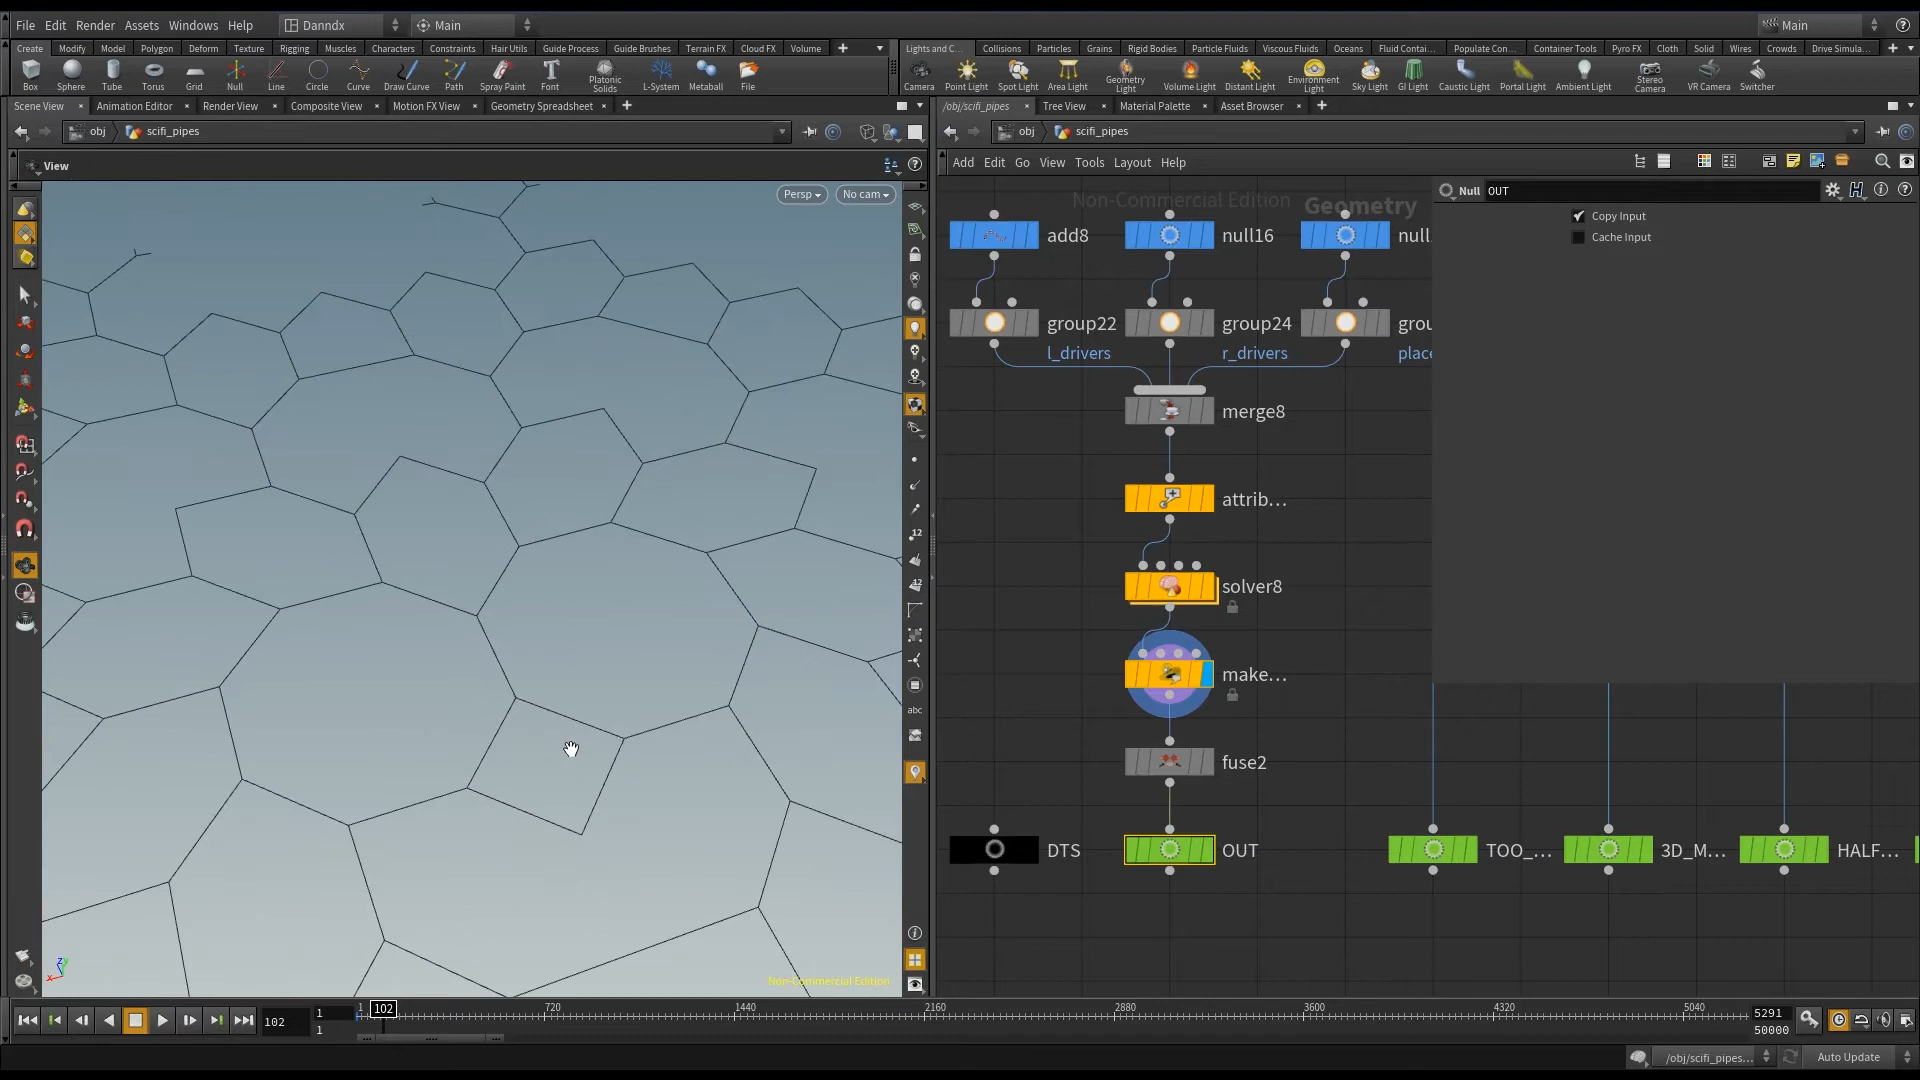 File Edit Render Assets Windows Help Danndx Main Main
Create Modify Model Polygon Deform Texture Rigging Muscles Characters Constraints Hair Utils Guide Process Guide Brushes Terrain FX Cloud FX Volume
Lights and C... Collisions Particles Grains Rigid Bodies Particle Fluids Viscous Fluids Oceans Fluid Contai... Populate Con... Container Tools Pyro FX Cloth Solid Wires Crowds Drive Simula...
Box Sphere Tube Torus Grid Null Line Circle Curve Draw Curve Path Spray Paint Font Platonic Solids L-System Metaball File
Camera Point Light Spot Light Area Light Geometry Light Volume Light Distant Light Environment Light Sky Light GI Light Caustic Light Portal Light Ambient Light Stereo Camera VR Camera Switcher
Scene View Animation Editor Render View Composite View Motion FX View Geometry Spreadsheet
/obj/scifi_pipes Tree View Material Palette Asset Browser
obj scifi_pipes
obj scifi_pipes
View
Add Edit Go View Tools Layout Help
Persp No cam
Non-Commercial Edition Geometry
Null OUT
Copy Input
Cache Input
add8 null16 null
group22 group24 grou
l_drivers r_drivers place
merge8
attrib...
solver8
make...
fuse2
DTS OUT TOO_... 3D_M... HALF...
12
12
abc
zy
x
Non-Commercial Edition
102 1 1
1 102 720 1440 2160 2880 3600 4320 5040
5291
50000
/obj/scifi_pipes... Auto Update